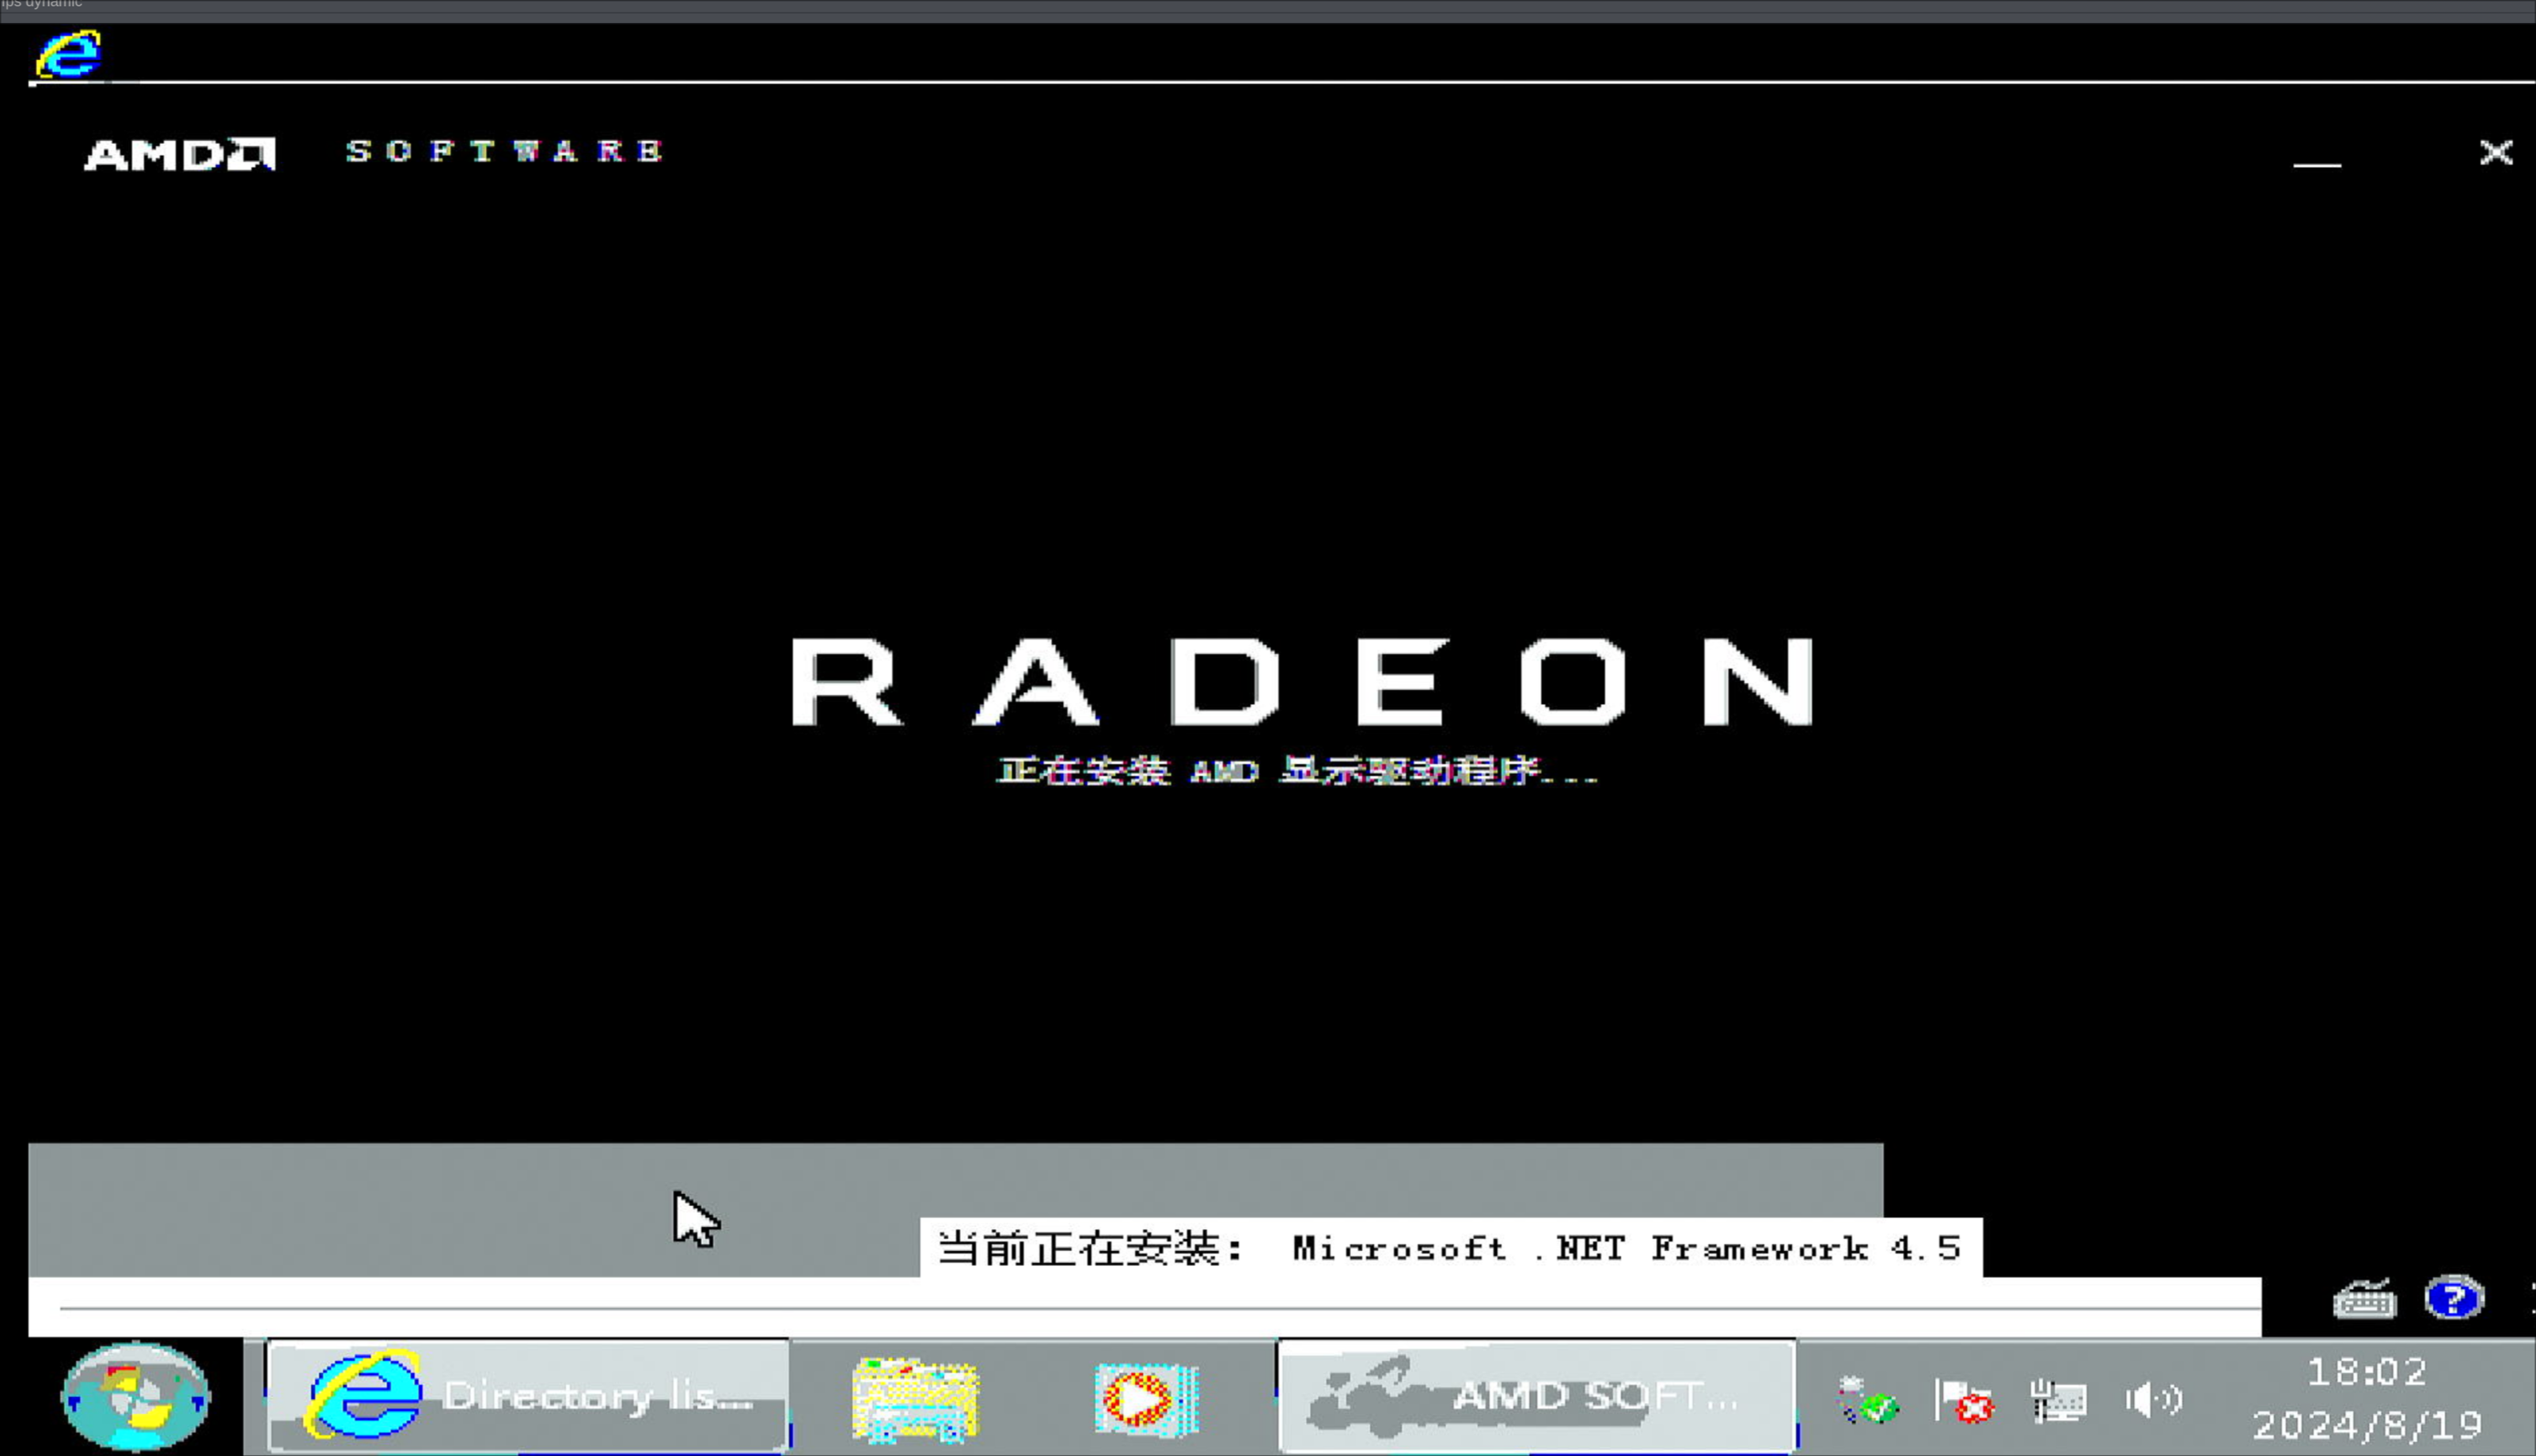 ips dynamic
AMD SOFTWARE
RADEON
正在安装 AMD 显示驱动程序...
当前正在安装: Microsoft .NET Framework 4.5
Directory lis...
AMD SOFT...
18:02
2024/8/19